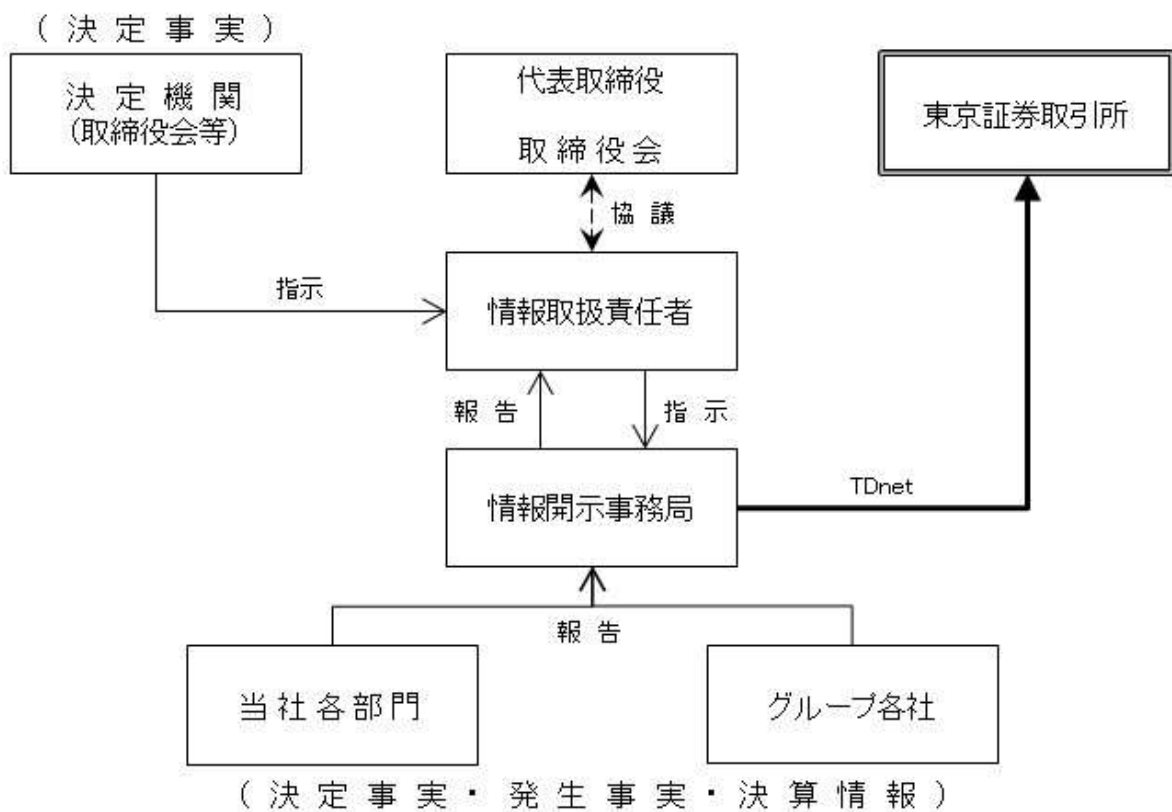 (決定事実)
決定機関
(取締役会等)
代表取締役
取締役会
東京証券取引所
協議
指示
情報取扱責任者
報告
指示
情報開示事務局
TDnet
報告
当社各部門
グループ各社
(決定事実・発生事実・決算情報)